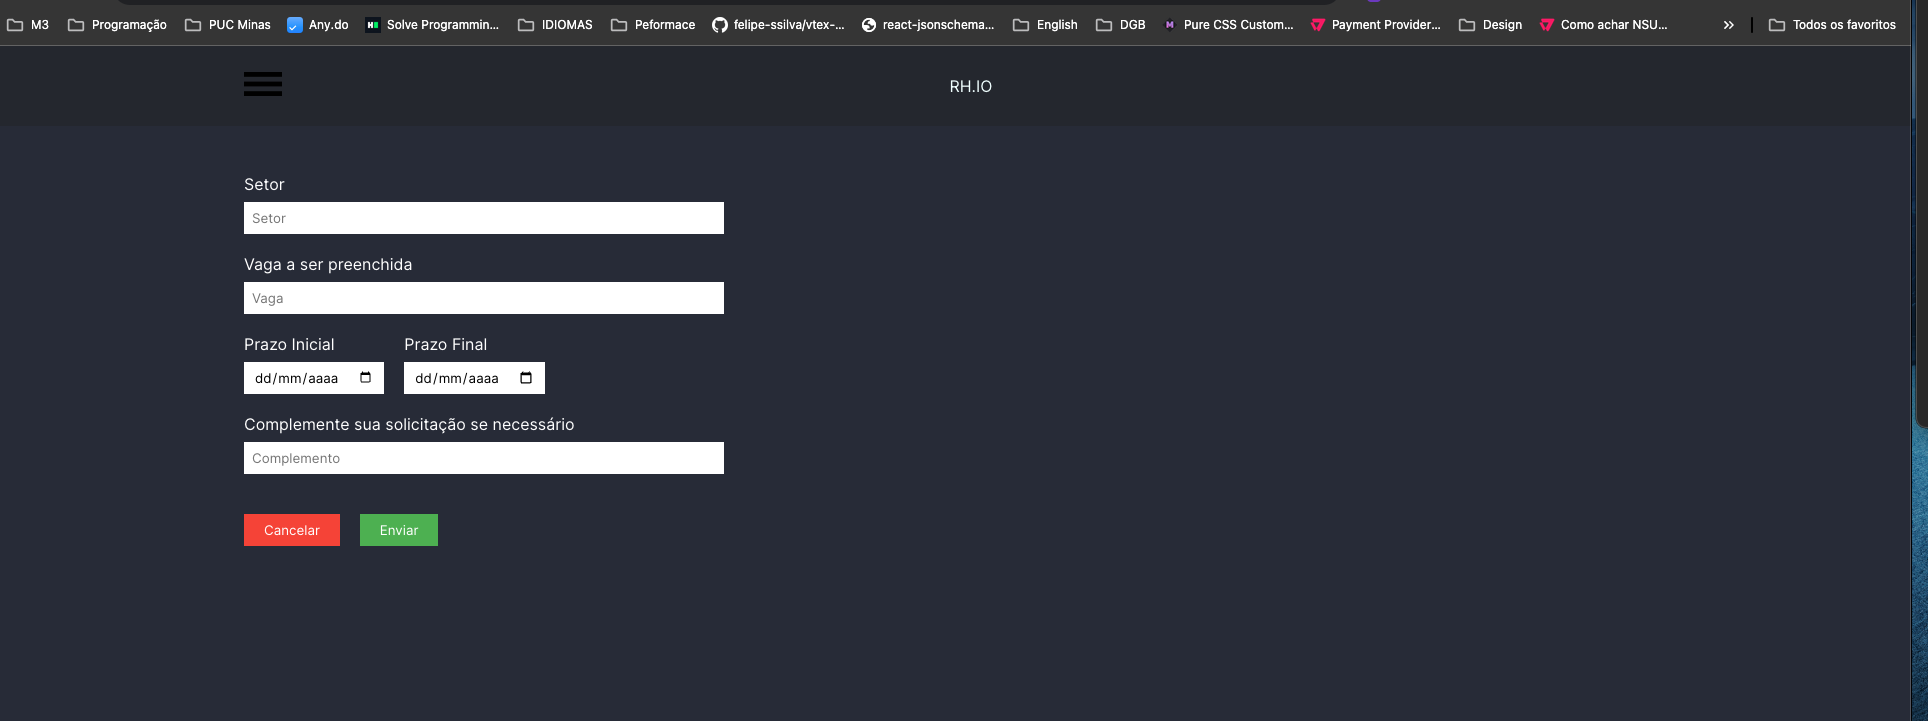 M3 Programação PUC Minas Any.do Solve Programmin... IDIOMAS Peformace felipe-ssilva/vtex-... react-jsonschema... English DGB Pure CSS Custom... Payment Provider... Design Como achar NSU... » Todos os favoritos
RH.IO
Setor
Setor
Vaga a ser preenchida
Vaga
Prazo Inicial Prazo Final
dd/mm/aaaa dd/mm/aaaa
Complemente sua solicitação se necessário
Complemento
Cancelar Enviar